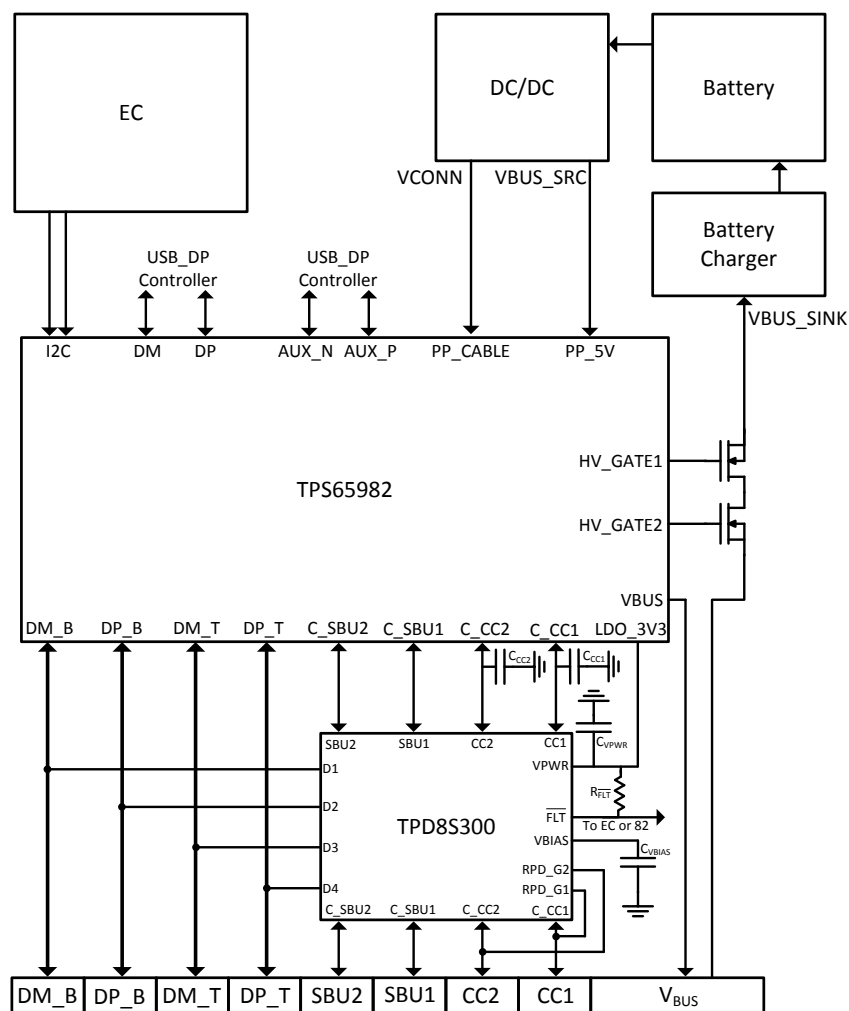 EC
DC/DC
Battery
VCONN
VBUS_SRC
Battery
Charger
USB_DP
Controller
USB_DP
Controller
VBUS_SINK
I2C
DM
DP
AUX_N
AUX_P
PP_CABLE
PP_5V
HV_GATE1
TPS65982
HV_GATE2
VBUS
DM_B
DP_B
DM_T
DP_T
C_SBU2
C_SBU1
C_CC2
C_CC1
LDO_3V3
CCC2
CCC1
CVPWR
SBU2
SBU1
CC2
CC1
VPWR
D1
RFLT
D2
FLT
To EC or 82
TPD8S300
VBIAS
CVBIAS
D3
RPD_G2
RPD_G1
D4
C_SBU2
C_SBU1
C_CC2
C_CC1
DM_B
DP_B
DM_T
DP_T
SBU2
SBU1
CC2
CC1
VBUS